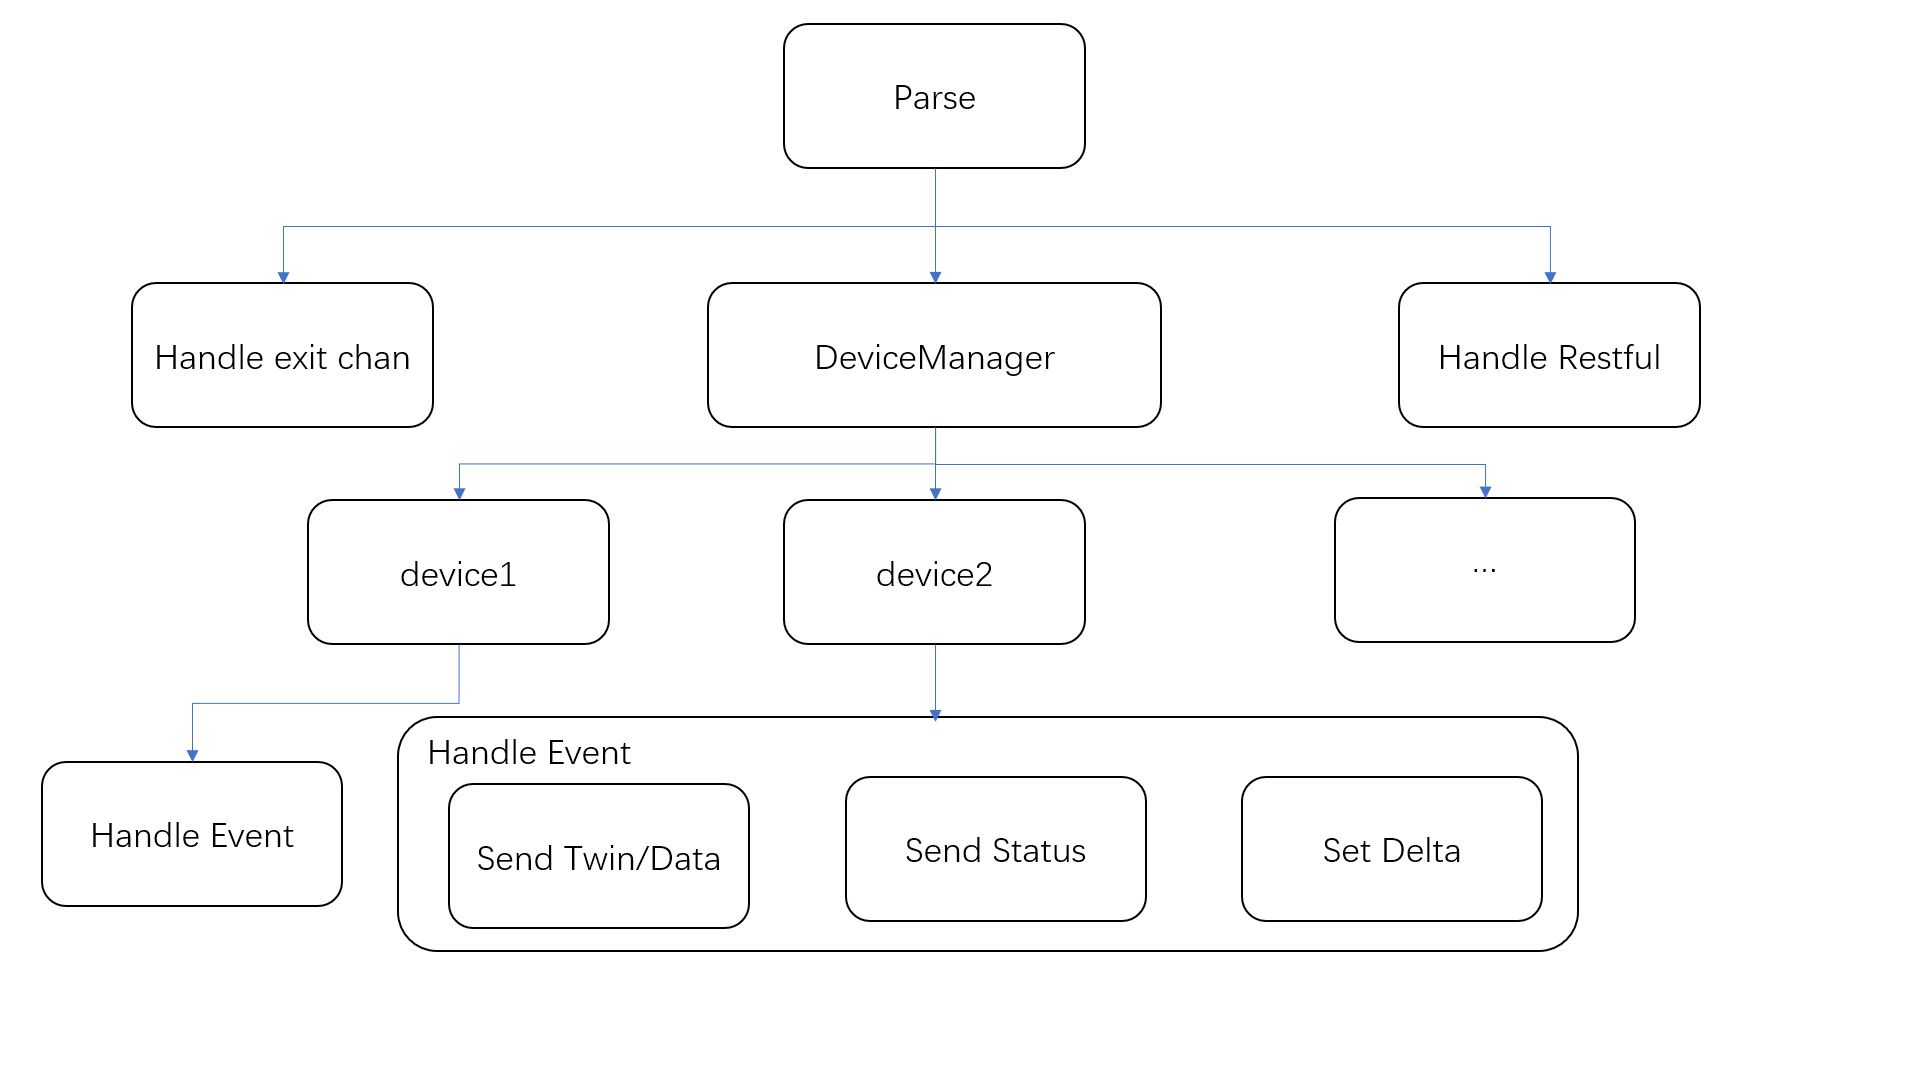 Parse
Handle exit chan
DeviceManager
Handle Restful
device1
device2
...
Handle Event
Handle Event
Send Twin/Data
Send Status
Set Delta